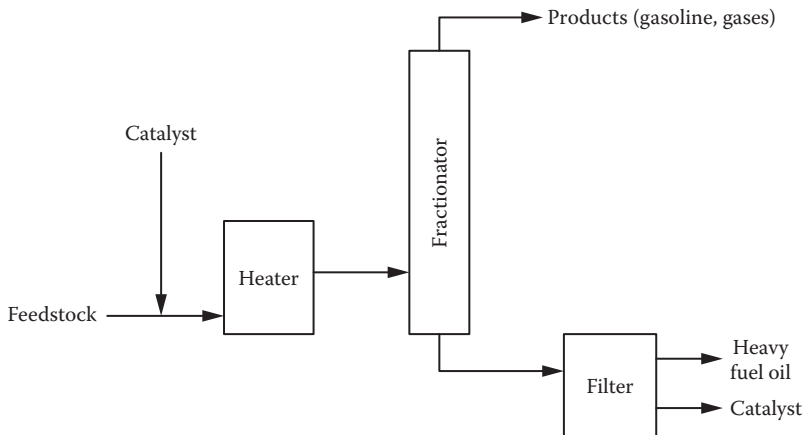 Products (gasoline, gases)
Catalyst
Fractionator
Heater
Feedstock
Heavy
fuel oil
Filter
Catalyst